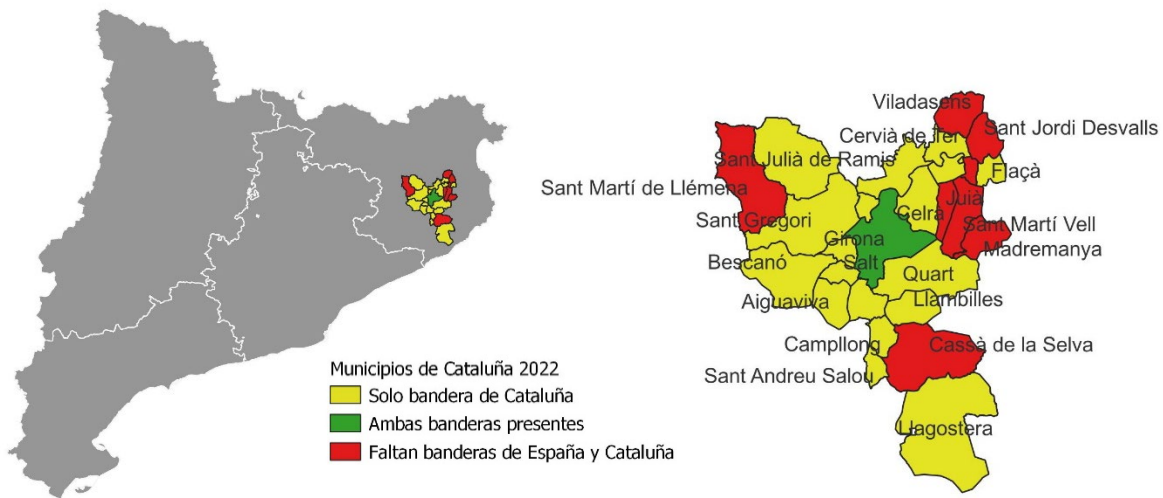 Municipios de Cataluña 2022
Solo bandera de Cataluña
Ambas banderas presentes
Faltan banderas de España y Cataluña
Viladasens
Cervià de Ter
Sant Jordi Desvalls
Sant Julià de Ramis
Flaçà
Sant Martí de Llémena
Juià
Celrà
Sant Gregori
Sant Martí Vell
Girona
Madremanya
Bescanó
Salt
Quart
Aiguaviva
Llambilles
Campllong
Cassà de la Selva
Sant Andreu Salou
Llagostera